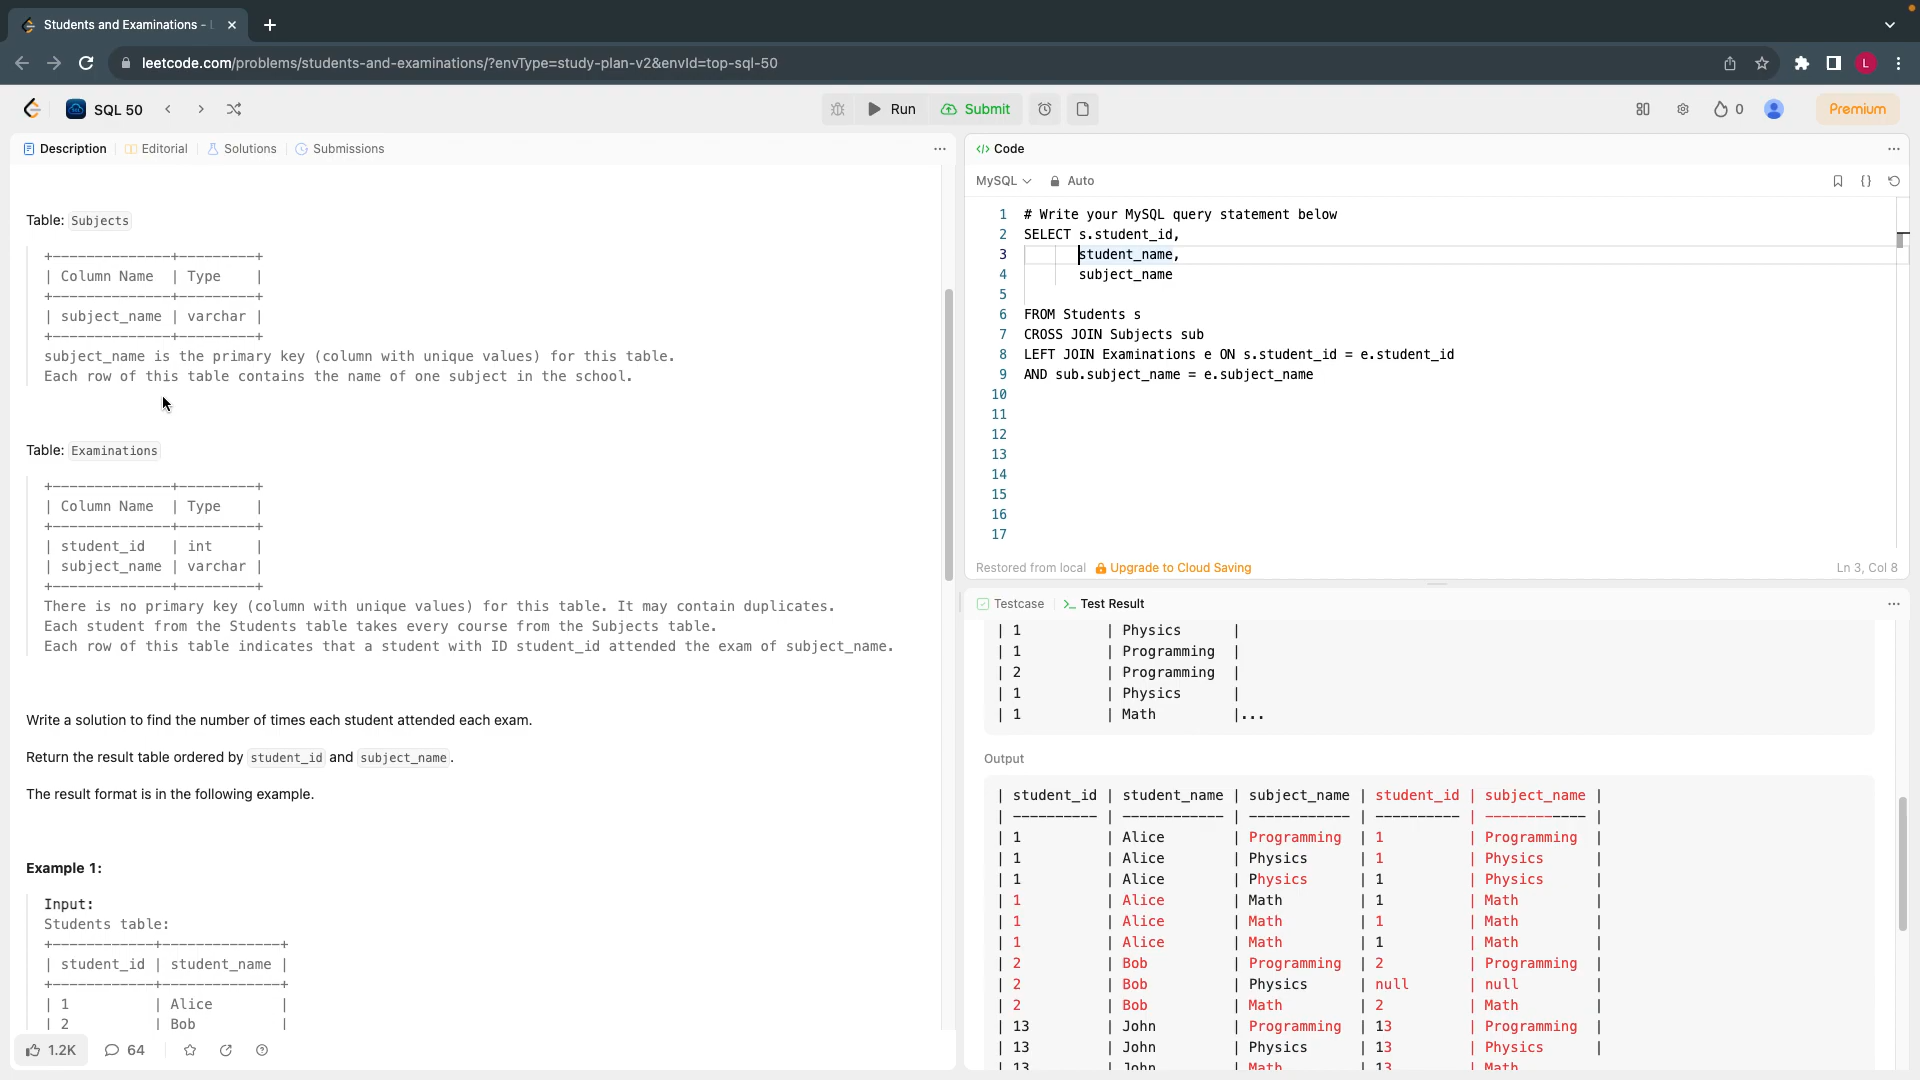 Students and Examinations - L
leetcode.com/problems/students-and-examinations/?envType=study-plan-v2&envId=top-sql-50
L
SQL 50
Run
Submit
0
Premium
Description
Editorial
Solutions
Submissions
Table: Subjects
+--------------+---------+
| Column Name  | Type    |
+--------------+---------+
| subject_name | varchar |
+--------------+---------+
subject_name is the primary key (column with unique values) for this table.
Each row of this table contains the name of one subject in the school.
Table: Examinations
+--------------+---------+
| Column Name  | Type    |
+--------------+---------+
| student_id   | int     |
| subject_name | varchar |
+--------------+---------+
There is no primary key (column with unique values) for this table. It may contain duplicates.
Each student from the Students table takes every course from the Subjects table.
Each row of this table indicates that a student with ID student_id attended the exam of subject_name.
Write a solution to find the number of times each student attended each exam.
Return the result table ordered by student_id and subject_name.
The result format is in the following example.
Example 1:
Input:
Students table:
+------------+--------------+
| student_id | student_name |
+------------+--------------+
| 1          | Alice        |
| 2          | Bob          |
1.2K
64
Code
MySQL
Auto
1 # Write your MySQL query statement below
2 SELECT s.student_id,
3 student_name,
4 subject_name
5
6 FROM Students s
7 CROSS JOIN Subjects sub
8 LEFT JOIN Examinations e ON s.student_id = e.student_id
9 AND sub.subject_name = e.subject_name
10
11
12
13
14
15
16
17
Restored from local
Upgrade to Cloud Saving
Ln 3, Col 8
Testcase
Test Result
| 1          | Physics      |
| 1          | Programming  |
| 2          | Programming  |
| 1          | Physics      |
| 1          | Math         |...
Output
| student_id | student_name | subject_name | student_id | subject_name |
| ---------- | ------------ | ------------ | ---------- | ------------ |
| 1          | Alice        | Programming  | 1          | Programming  |
| 1          | Alice        | Physics      | 1          | Physics      |
| 1          | Alice        | Physics      | 1          | Physics      |
| 1          | Alice        | Math         | 1          | Math         |
| 1          | Alice        | Math         | 1          | Math         |
| 1          | Alice        | Math         | 1          | Math         |
| 2          | Bob          | Programming  | 2          | Programming  |
| 2          | Bob          | Physics      | null       | null         |
| 2          | Bob          | Math         | 2          | Math         |
| 13         | John         | Programming  | 13         | Programming  |
| 13         | John         | Physics      | 13         | Physics      |
| 13         | John         | Math         | 13         | Math         |